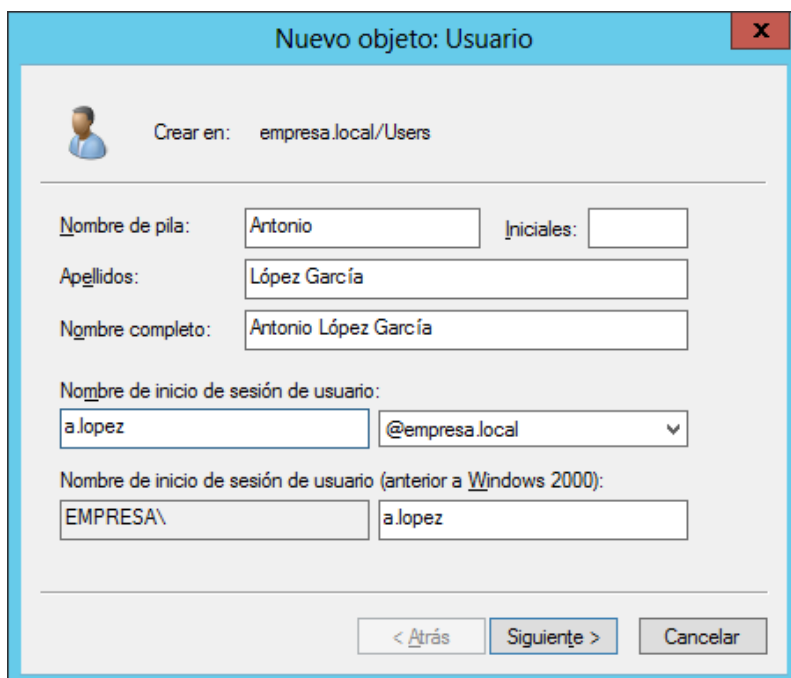 Nuevo objeto: Usuario
x
Crear en: empresa.local/Users
Nombre de pila: Antonio Iniciales:
Apellidos: López García
Nombre completo: Antonio López García
Nombre de inicio de sesión de usuario:
a.lopez @empresa.local
Nombre de inicio de sesión de usuario (anterior a Windows 2000):
EMPRESA\ a.lopez
< Atrás Siguiente > Cancelar